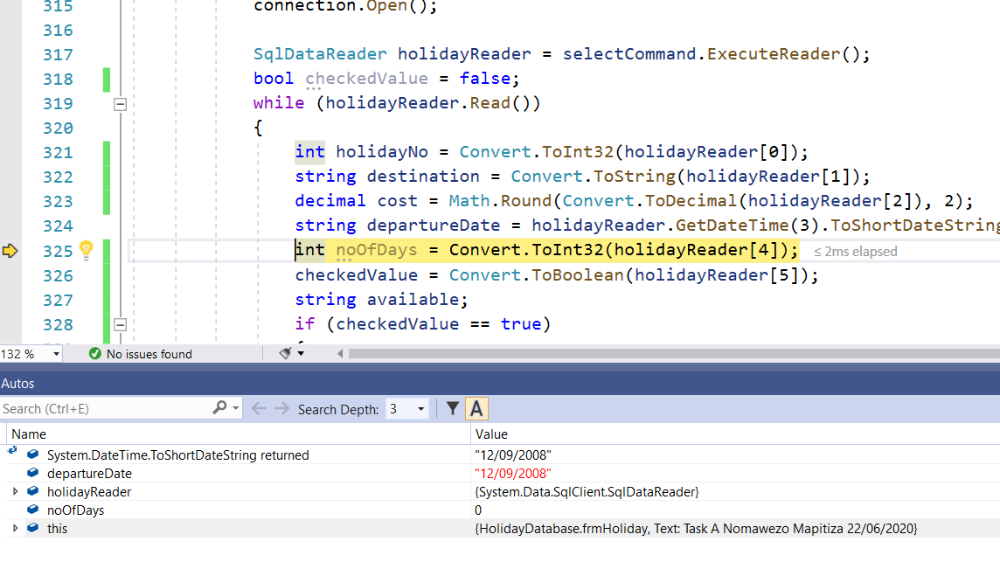 315 connection.Open();
316
317 SqlDataReader holidayReader = selectCommand.ExecuteReader();
318 bool checkedValue = false;
319 while (holidayReader.Read())
320 {
321 int holidayNo = Convert.ToInt32(holidayReader[0]);
322 string destination = Convert.ToString(holidayReader[1]);
323 decimal cost = Math.Round(Convert.ToDecimal(holidayReader[2]), 2);
324 string departureDate = holidayReader.GetDateTime(3).ToShortDateString
325 int noOfDays = Convert.ToInt32(holidayReader[4]); ≤ 2ms elapsed
326 checkedValue = Convert.ToBoolean(holidayReader[5]);
327 string available;
328 if (checkedValue == true)
132 % No issues found
Autos
Search (Ctrl+E) Search Depth: 3 A
Name Value
System.DateTime.ToShortDateString returned "12/09/2008"
departureDate "12/09/2008"
holidayReader {System.Data.SqlClient.SqlDataReader}
noOfDays 0
this {HolidayDatabase.frmHoliday, Text: Task A Nomawezo Mapitiza 22/06/2020}